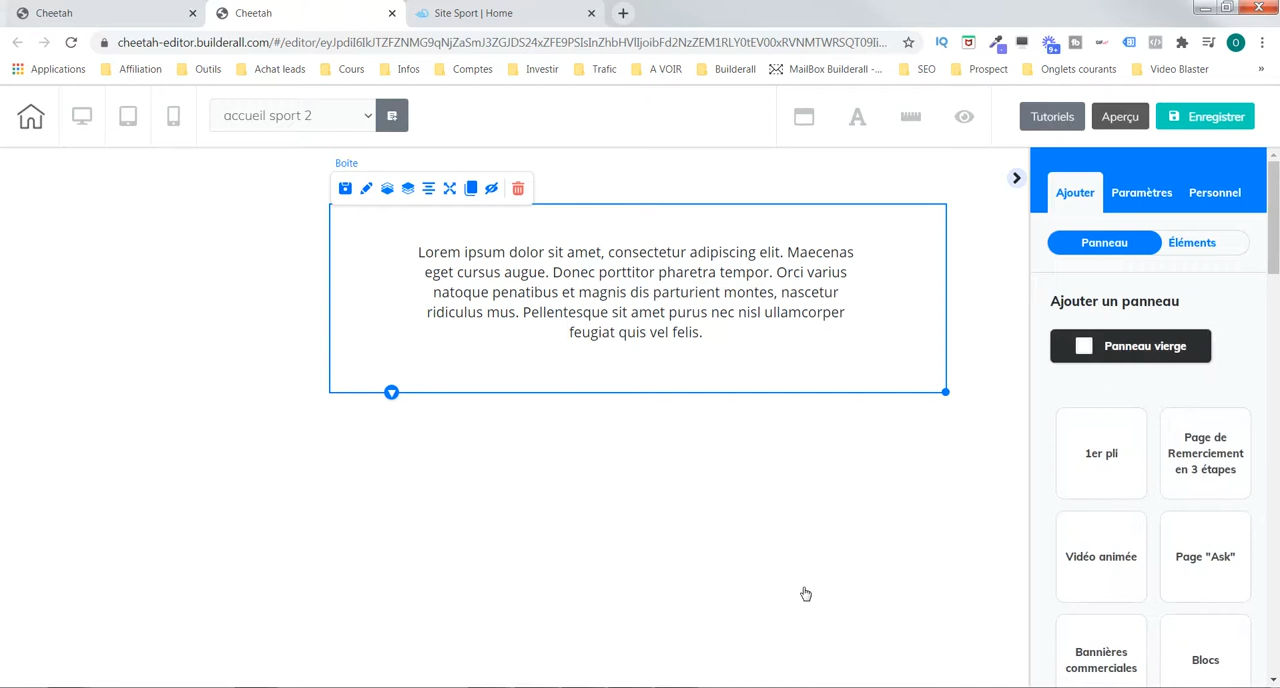 Cheetah
Cheetah
Site Sport | Home
cheetah-editor.builderall.com/#/editor/
Applications
Affiliation
Outils
Achat leads
Cours
Infos
Comptes
Investir
Trafic
A VOIR
Builderall
MailBox Builderall -...
SEO
Prospect
Onglets courants
Video Blaster
»
accueil sport 2
Tutoriels
Aperçu
Enregistrer
Boîte
Lorem ipsum dolor sit amet, consectetur adipiscing elit. Maecenas
eget cursus augue. Donec porttitor pharetra tempor. Orci varius
natoque penatibus et magnis dis parturient montes, nascetur
ridiculus mus. Pellentesque sit amet purus nec nisl ullamcorper
feugiat quis vel felis.
Ajouter
Paramètres
Personnel
Panneau
Éléments
Ajouter un panneau
Panneau vierge
1er pli
Page de
Remerciement
en 3 étapes
Vidéo animée
Page "Ask"
Bannières
commerciales
Blocs